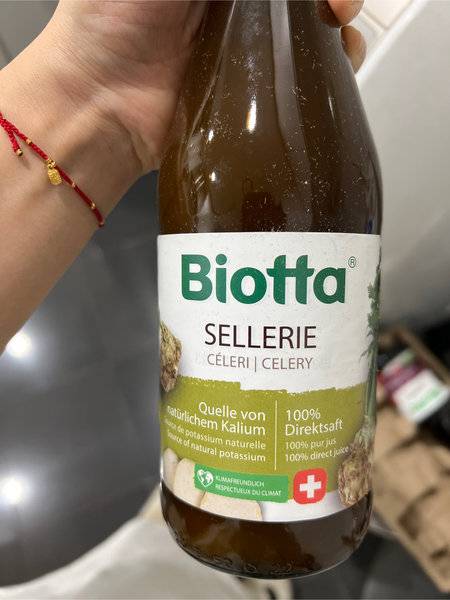 Biotta®
SELLERIE
CÉLERI | CELERY
Quelle von
natürlichem Kalium
source de potassium naturelle
Source of natural potassium
100%
Direktsaft
100% pur jus
100% direct juice
KLIMAFREUNDLICH
RESPECTUEUX DU CLIMAT